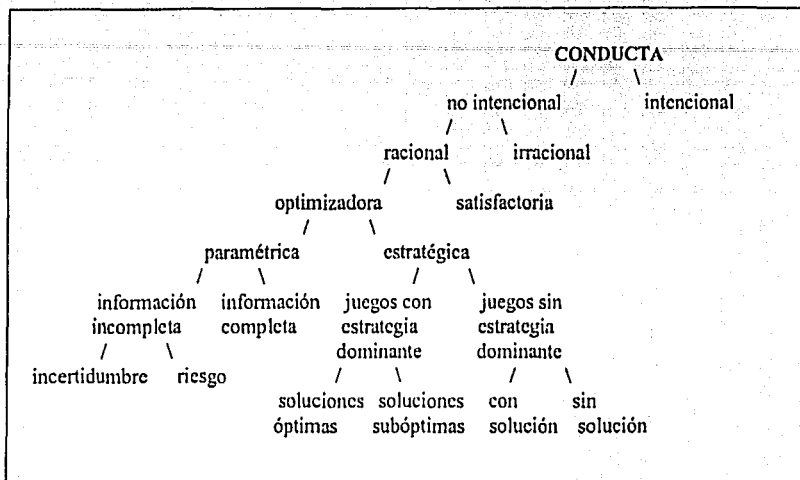 CONDUCTA
/ \
no intencional intencional
/ \
racional irracional
/ \
optimizadora satisfactoria
/ \
paramétrica estratégica
/ \ / \
información información juegos con juegos sin
incompleta completa estrategia estrategia
/ \ dominante dominante
incertidumbre riesgo / \ / \
soluciones soluciones con sin
óptimas subóptimas solución solución